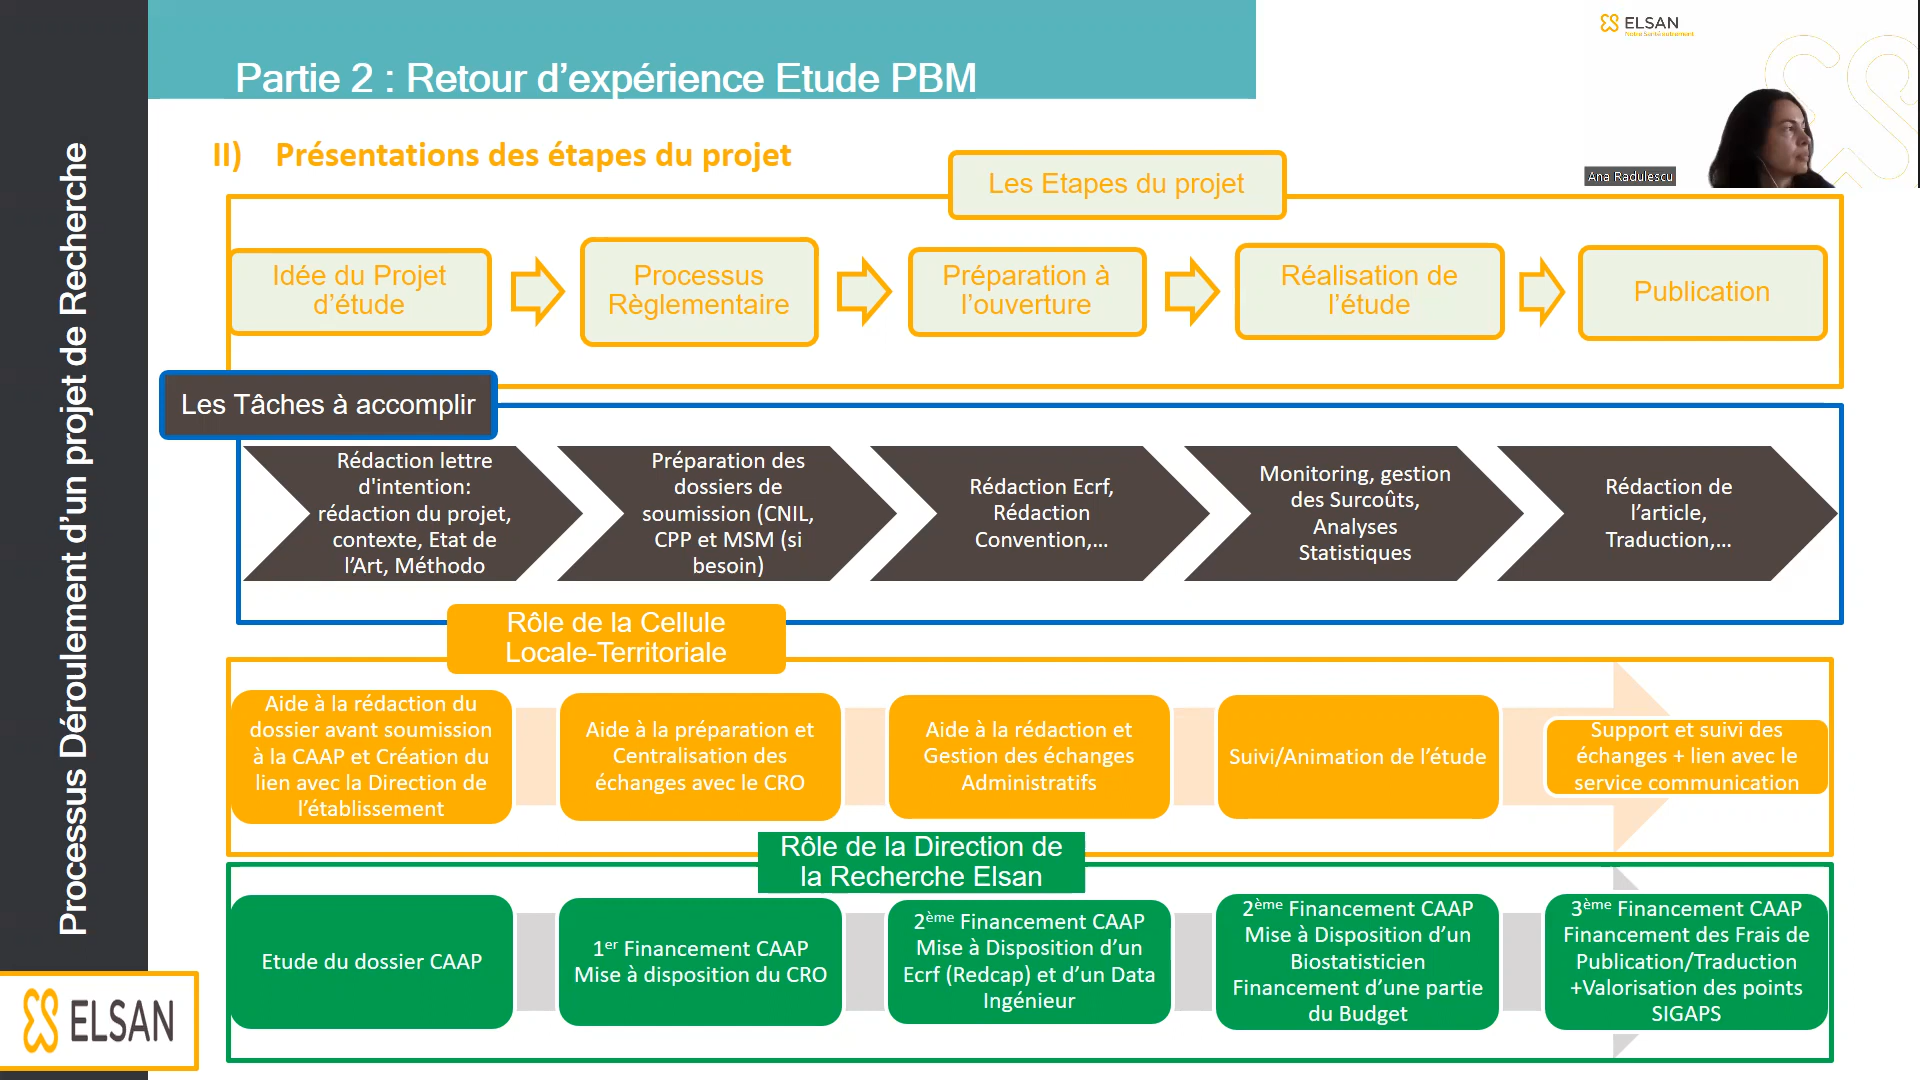 Partie 2 : Retour d'expérience Etude PBM
ELSAN
Notre Santé autrement
Ana Radulescu
Processus Déroulement d'un projet de Recherche
II) Présentations des étapes du projet
Les Etapes du projet
Idée du Projet
d'étude
Processus
Règlementaire
Préparation à
l'ouverture
Réalisation de
l'étude
Publication
Les Tâches à accomplir
Rédaction lettre
d'intention:
rédaction du projet,
contexte, Etat de
l'Art, Méthodo
Préparation des
dossiers de
soumission (CNIL,
CPP et MSM (si
besoin)
Rédaction Ecrf,
Rédaction
Convention,...
Monitoring, gestion
des Surcoûts,
Analyses
Statistiques
Rédaction de
l'article,
Traduction,...
Rôle de la Cellule
Locale-Territoriale
Aide à la rédaction du
dossier avant soumission
à la CAAP et Création du
lien avec la Direction de
l'établissement
Aide à la préparation et
Centralisation des
échanges avec le CRO
Aide à la rédaction et
Gestion des échanges
Administratifs
Suivi/Animation de l'étude
Support et suivi des
échanges + lien avec le
service communication
Rôle de la Direction de
la Recherche Elsan
Etude du dossier CAAP
1er Financement CAAP
Mise à disposition du CRO
2ème Financement CAAP
Mise à Disposition d'un
Ecrf (Redcap) et d'un Data
Ingénieur
2ème Financement CAAP
Mise à Disposition d'un
Biostatisticien
Financement d'une partie
du Budget
3ème Financement CAAP
Financement des Frais de
Publication/Traduction
+Valorisation des points
SIGAPS
ELSAN